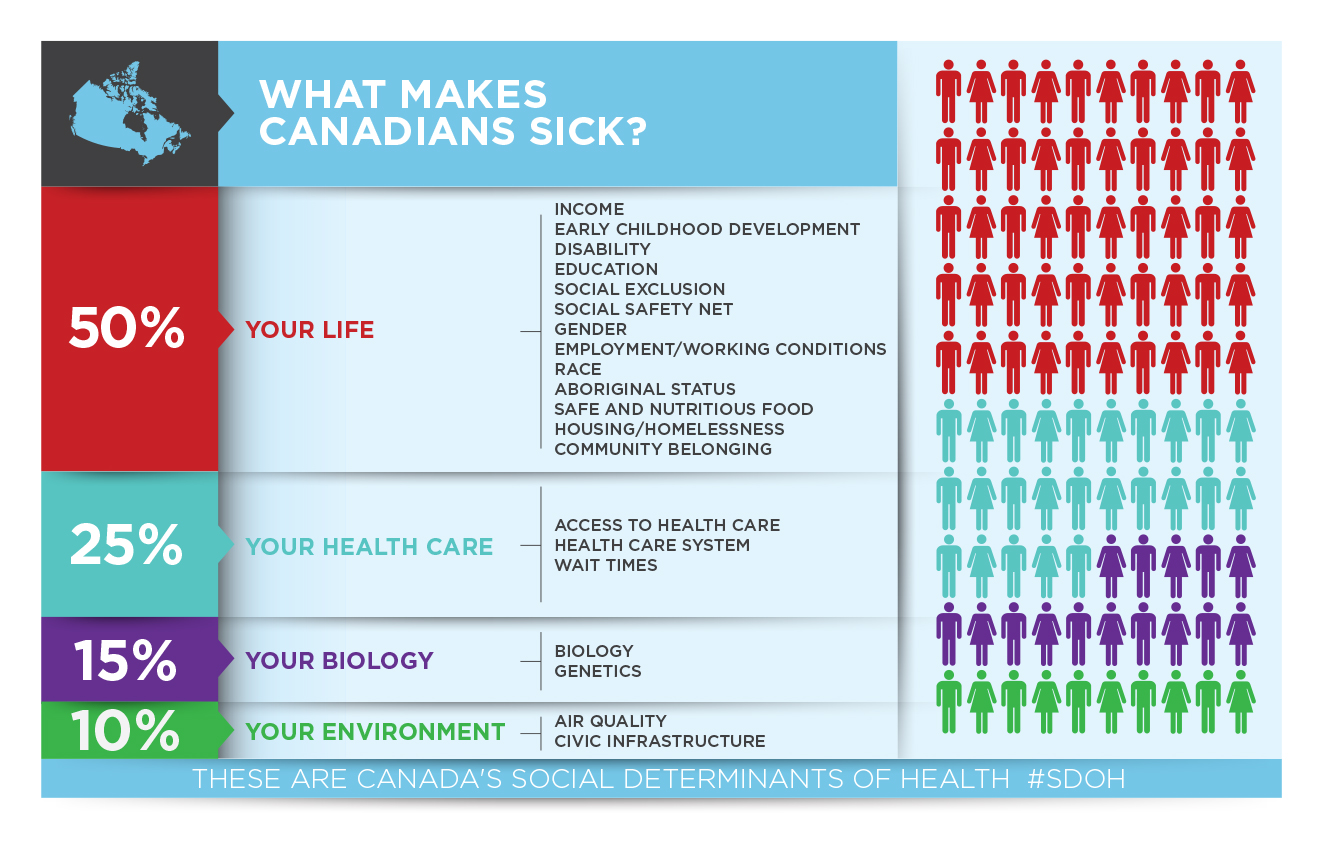 WHAT MAKES
CANADIANS SICK?
50%
YOUR LIFE
INCOME
EARLY CHILDHOOD DEVELOPMENT
DISABILITY
EDUCATION
SOCIAL EXCLUSION
SOCIAL SAFETY NET
GENDER
EMPLOYMENT/WORKING CONDITIONS
RACE
ABORIGINAL STATUS
SAFE AND NUTRITIOUS FOOD
HOUSING/HOMELESSNESS
COMMUNITY BELONGING
25%
YOUR HEALTH CARE
ACCESS TO HEALTH CARE
HEALTH CARE SYSTEM
WAIT TIMES
15%
YOUR BIOLOGY
BIOLOGY
GENETICS
10%
YOUR ENVIRONMENT
AIR QUALITY
CIVIC INFRASTRUCTURE
THESE ARE CANADA'S SOCIAL DETERMINANTS OF HEALTH #SDOH